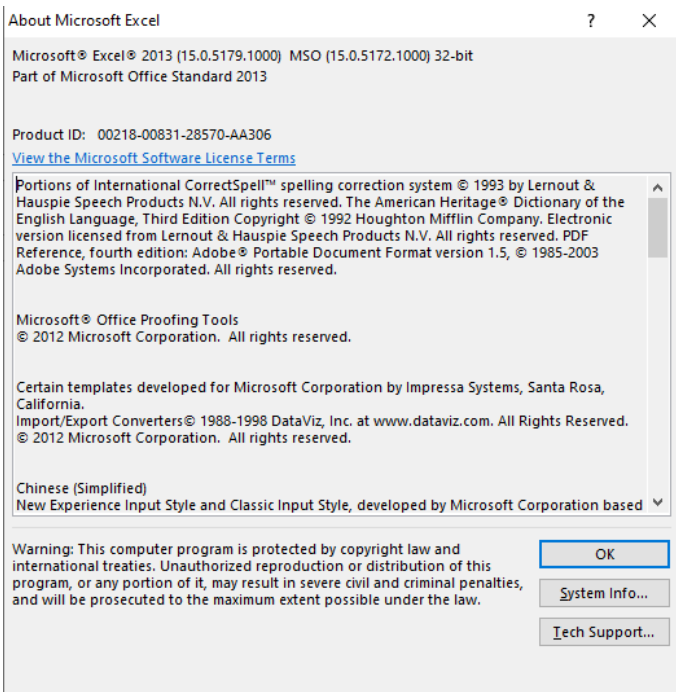 About Microsoft Excel
Microsoft® Excel® 2013 (15.0.5179.1000)  MSO (15.0.5172.1000) 32-bit
Part of Microsoft Office Standard 2013
Product ID:   00218-00831-28570-AA306
View the Microsoft Software License Terms
Portions of International CorrectSpell™ spelling correction system © 1993 by Lernout &
Hauspie Speech Products N.V. All rights reserved. The American Heritage® Dictionary of the
English Language, Third Edition Copyright © 1992 Houghton Mifflin Company. Electronic
version licensed from Lernout & Hauspie Speech Products N.V. All rights reserved. PDF
Reference, fourth edition: Adobe® Portable Document Format version 1.5, © 1985-2003
Adobe Systems Incorporated. All rights reserved.
Microsoft® Office Proofing Tools
© 2012 Microsoft Corporation.  All rights reserved.
Certain templates developed for Microsoft Corporation by Impressa Systems, Santa Rosa,
California.
Import/Export Converters© 1988-1998 DataViz, Inc. at www.dataviz.com. All Rights Reserved.
© 2012 Microsoft Corporation.  All rights reserved.
Chinese (Simplified)
New Experience Input Style and Classic Input Style, developed by Microsoft Corporation based
Warning: This computer program is protected by copyright law and
international treaties. Unauthorized reproduction or distribution of this
program, or any portion of it, may result in severe civil and criminal penalties,
and will be prosecuted to the maximum extent possible under the law.
OK
System Info...
Tech Support...